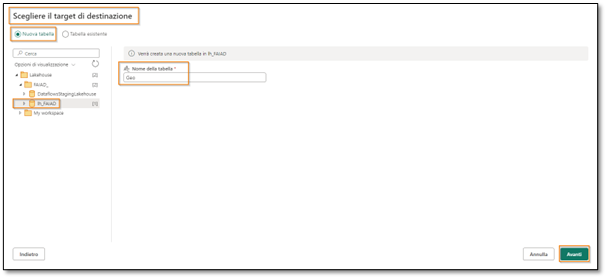 Scegliere il target di destinazione
Nuova tabella
Tabella esistente
Cerca
Opzioni di visualizzazione
Lakehouse
FAIAD_
DataflowsStagingLakehouse
lh_FAIAD
My workspace
Verrà creata una nuova tabella in lh_FAIAD
Nome della tabella *
Geo
Indietro
Annulla
Avanti